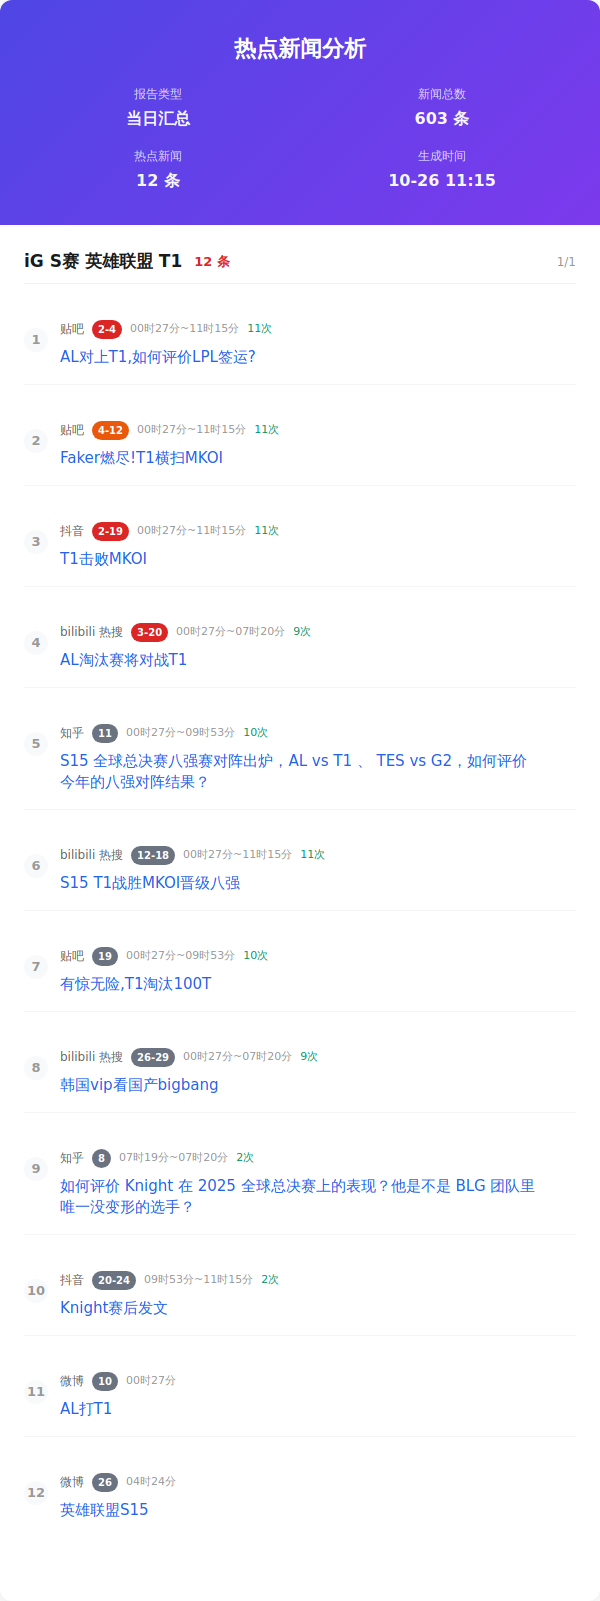 热点新闻分析
报告类型
当日汇总
新闻总数
603 条
热点新闻
12 条
生成时间
10-26 11:15
iG S赛 英雄联盟 T1 12 条 1/1
1
贴吧 2-4 00时27分~11时15分 11次
AL对上T1,如何评价LPL签运?
2
贴吧 4-12 00时27分~11时15分 11次
Faker燃尽!T1横扫MKOI
3
抖音 2-19 00时27分~11时15分 11次
T1击败MKOI
4
bilibili 热搜 3-20 00时27分~07时20分 9次
AL淘汰赛将对战T1
5
知乎 11 00时27分~09时53分 10次
S15 全球总决赛八强赛对阵出炉，AL vs T1 、 TES vs G2，如何评价
今年的八强对阵结果？
6
bilibili 热搜 12-18 00时27分~11时15分 11次
S15 T1战胜MKOI晋级八强
7
贴吧 19 00时27分~09时53分 10次
有惊无险,T1淘汰100T
8
bilibili 热搜 26-29 00时27分~07时20分 9次
韩国vip看国产bigbang
9
知乎 8 07时19分~07时20分 2次
如何评价 Knight 在 2025 全球总决赛上的表现？他是不是 BLG 团队里
唯一没变形的选手？
10
抖音 20-24 09时53分~11时15分 2次
Knight赛后发文
11
微博 10 00时27分
AL打T1
12
微博 26 04时24分
英雄联盟S15